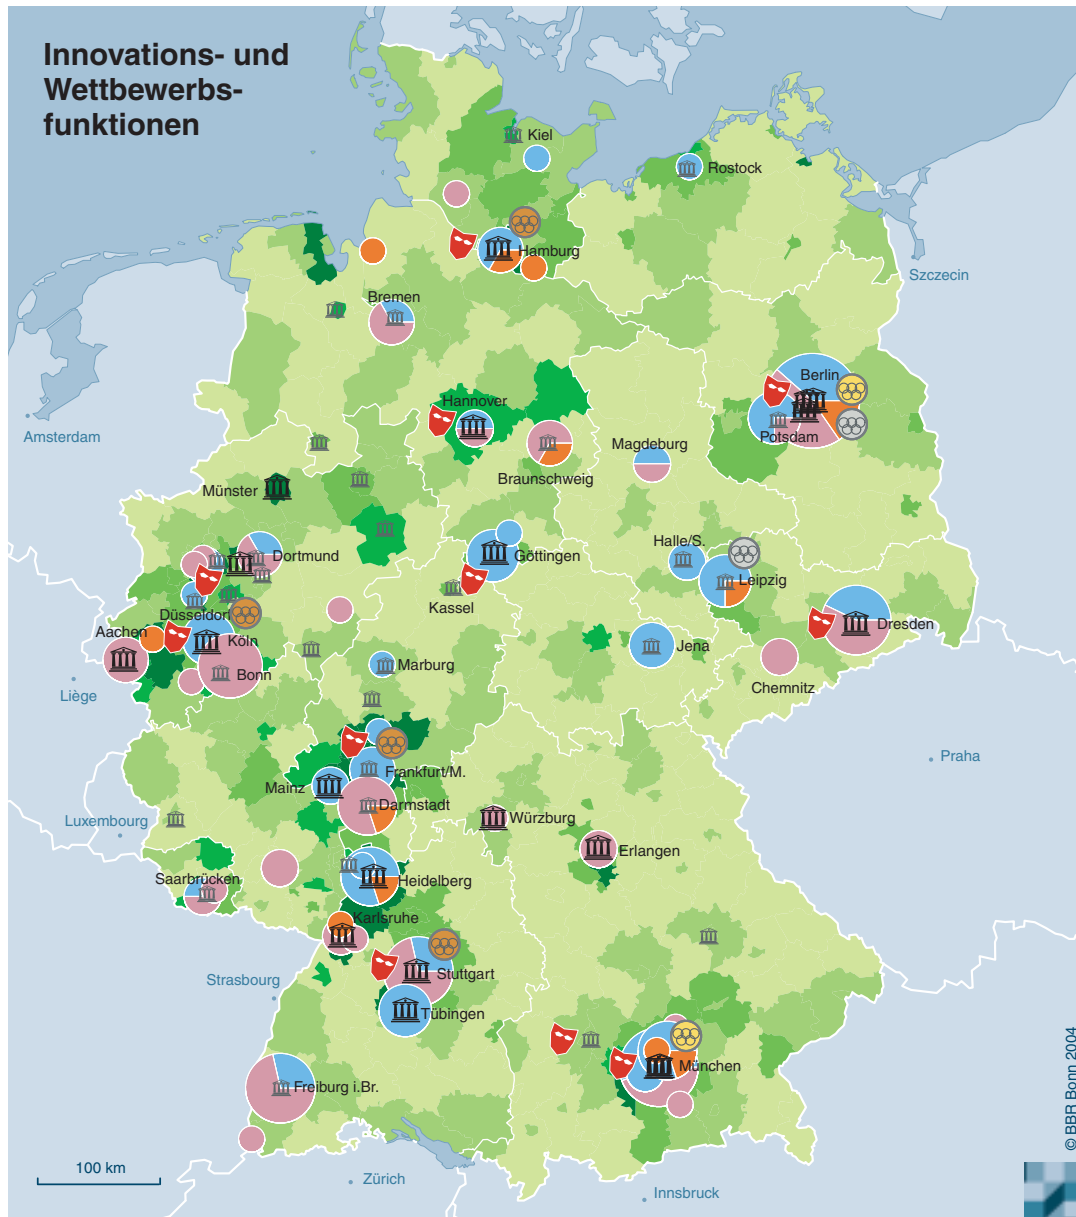 Innovations- und
Wettbewerbs-
funktionen
Kiel
Rostock
Hamburg
Szczecin
Bremen
Berlin
Amsterdam
Hannover
Potsdam
Magdeburg
Braunschweig
Münster
Halle/S.
Dortmund
Göttingen
Leipzig
Kassel
Düsseldorf
Dresden
Aachen
Köln
Jena
Marburg
Bonn
Chemnitz
Liège
Praha
Frankfurt/M.
Mainz
Darmstadt
Luxembourg
Würzburg
Erlangen
Saarbrücken
Heidelberg
Karlsruhe
Strasbourg
Stuttgart
Tübingen
München
Freiburg i.Br.
© BBR Bonn 2004
100 km
Zürich
Innsbruck